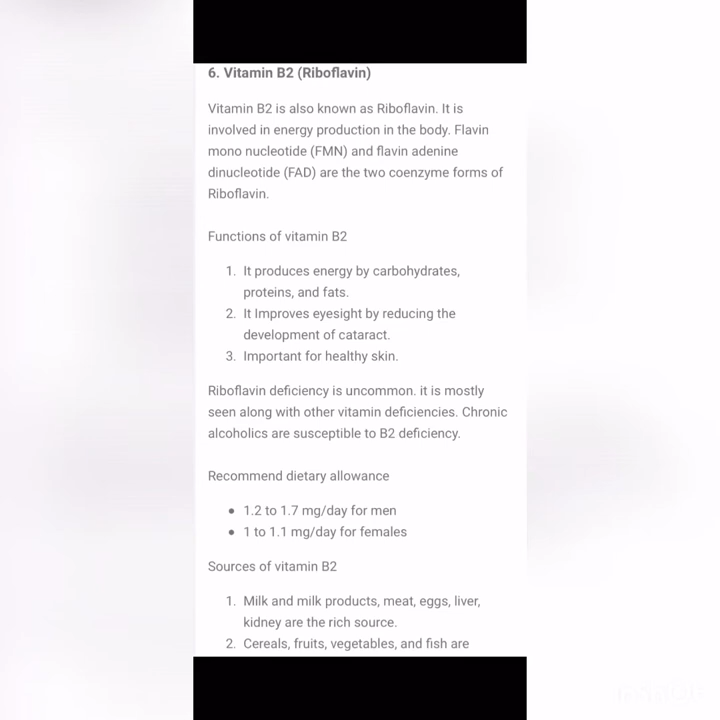 6. Vitamin B2 (Riboflavin)
Vitamin B2 is also known as Riboflavin. It is
involved in energy production in the body. Flavin
mono nucleotide (FMN) and flavin adenine
dinucleotide (FAD) are the two coenzyme forms of
Riboflavin.
Functions of vitamin B2
1. It produces energy by carbohydrates,
proteins, and fats.
2. It Improves eyesight by reducing the
development of cataract.
3. Important for healthy skin.
Riboflavin deficiency is uncommon. it is mostly
seen along with other vitamin deficiencies. Chronic
alcoholics are susceptible to B2 deficiency.
Recommend dietary allowance
• 1.2 to 1.7 mg/day for men
• 1 to 1.1 mg/day for females
Sources of vitamin B2
1. Milk and milk products, meat, eggs, liver,
kidney are the rich source.
2. Cereals, fruits, vegetables, and fish are